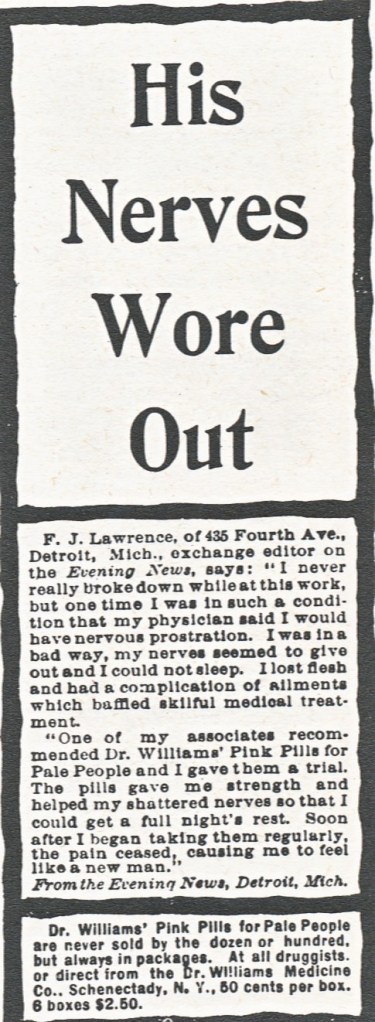 His
Nerves
Wore
Out
F. J. Lawrence, of 435 Fourth Ave.,
Detroit, Mich., exchange editor on
the Evening News, says: "I never
really broke down while at this work,
but one time I was in such a condi-
tion that my physician said I would
have nervous prostration. I was in a
bad way, my nerves seemed to give
out and I could not sleep. I lost flesh
and had a complication of ailments
which baffled skilful medical treat-
ment.
"One of my associates recom-
mended Dr. Williams' Pink Pills for
Pale People and I gave them a trial.
The pills gave me strength and
helped my shattered nerves so that I
could get a full night's rest. Soon
after I began taking them regularly,
the pain ceased, causing me to feel
like a new man."
From the Evening News, Detroit, Mich.
Dr. Williams' Pink Pills for Pale People
are never sold by the dozen or hundred,
but always in packages. At all druggists.
or direct from the Dr. Williams Medicine
Co., Schenectady, N. Y., 50 cents per box.
6 boxes $2.50.